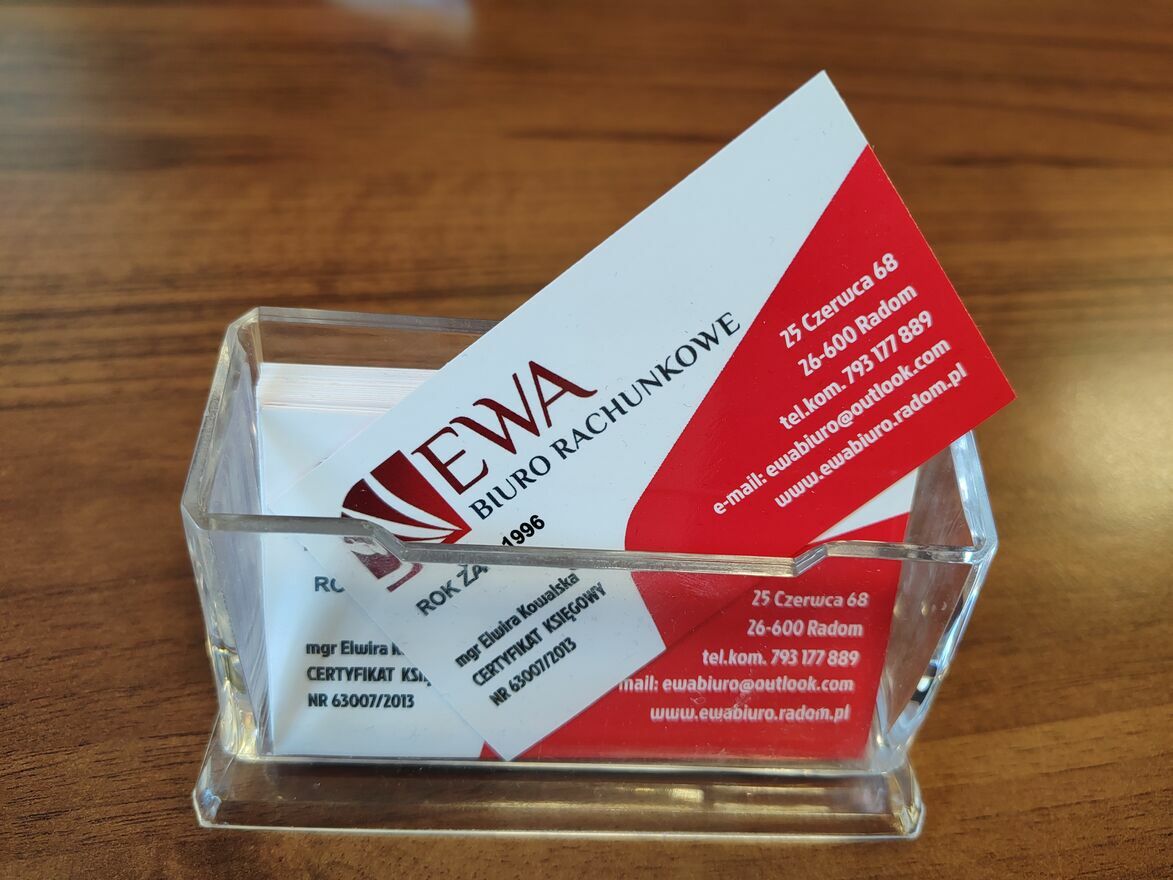 EWA
BIURO RACHUNKOWE
1996
ROK ZA
mgr Elwira Kowalska
CERTYFIKAT KSIĘGOWY
NR 63007/2013
25 Czerwca 68
26-600 Radom
tel.kom. 793 177 889
e-mail: ewabiuro@outlook.com
www.ewabiuro.radom.pl
mgr Elwira
CERTYFIKAT
NR 63007/2013
25 Czerwca 68
26-600 Radom
tel.kom. 793 177 889
mail: ewabiuro@outlook.com
www.ewabiuro.radom.pl